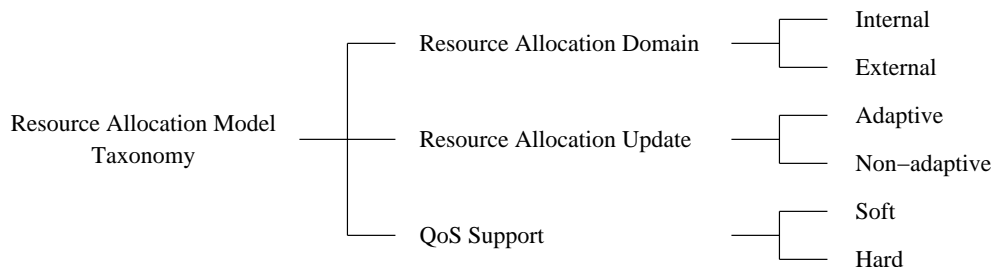 Resource Allocation Model
Taxonomy
Resource Allocation Domain
Internal
External
Resource Allocation Update
Adaptive
Non−adaptive
QoS Support
Soft
Hard